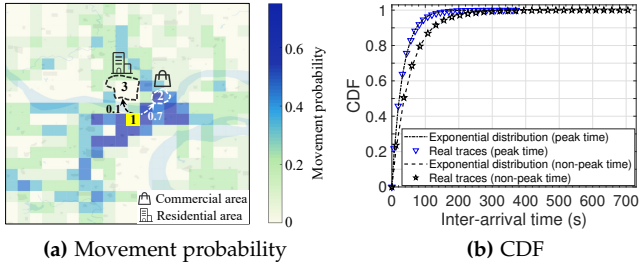 3
2
0.1
0.7
1
Commercial area
Residential area
0.6
0.4
0.2
0
Movement probability
(a) Movement probability
1
0.8
0.6
0.4
0.2
0
CDF
Exponential distribution (peak time)
Real traces (peak time)
Exponential distribution (non-peak time)
Real traces (non-peak time)
0 100 200 300 400 500 600 700
Inter-arrival time (s)
(b) CDF